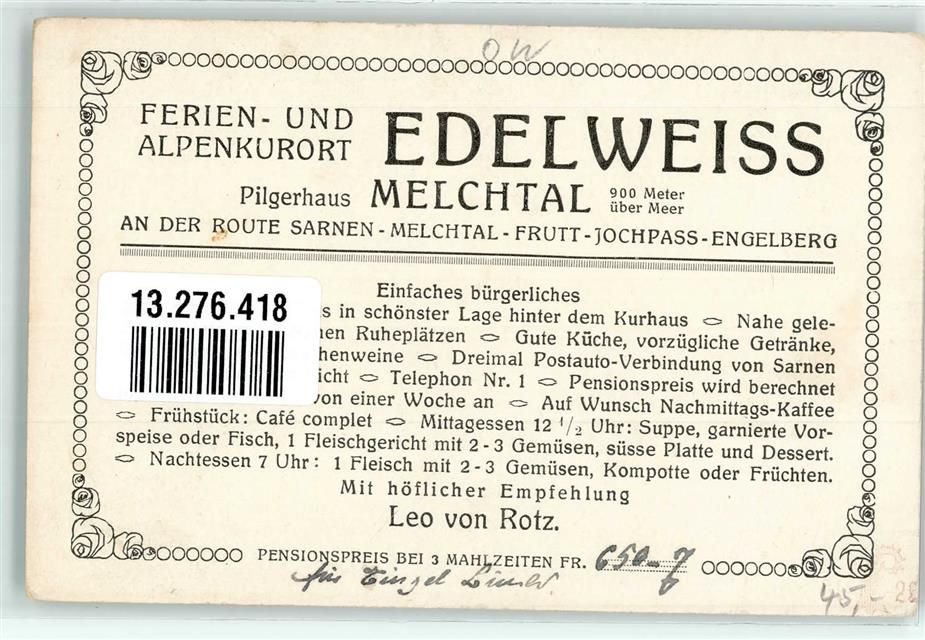 OW
FERIEN- UND
ALPENKURORT
EDELWEISS
Pilgerhaus MELCHTAL 900 Meter
über Meer
AN DER ROUTE SARNEN - MELCHTAL - FRUTT - JOCHPASS - ENGELBERG
13.276.418
Einfaches bürgerliches
s in schönster Lage hinter dem Kurhaus ⬭ Nahe gele-
nen Ruheplätzen ⬭ Gute Küche, vorzügliche Getränke,
chenweine ⬭ Dreimal Postauto-Verbindung von Sarnen
icht ⬭ Telephon Nr. 1 ⬭ Pensionspreis wird berechnet
von einer Woche an ⬭ Auf Wunsch Nachmittags-Kaffee
⬭ Frühstück: Café complet ⬭ Mittagessen 12 1/2 Uhr: Suppe, garnierte Vor-
speise oder Fisch, 1 Fleischgericht mit 2 - 3 Gemüsen, süsse Platte und Dessert.
⬭ Nachtessen 7 Uhr: 1 Fleisch mit 2 - 3 Gemüsen, Kompotte oder Früchten.
Mit höflicher Empfehlung
Leo von Rotz.
PENSIONSPREIS BEI 3 MAHLZEITEN FR. 650-7
45,-